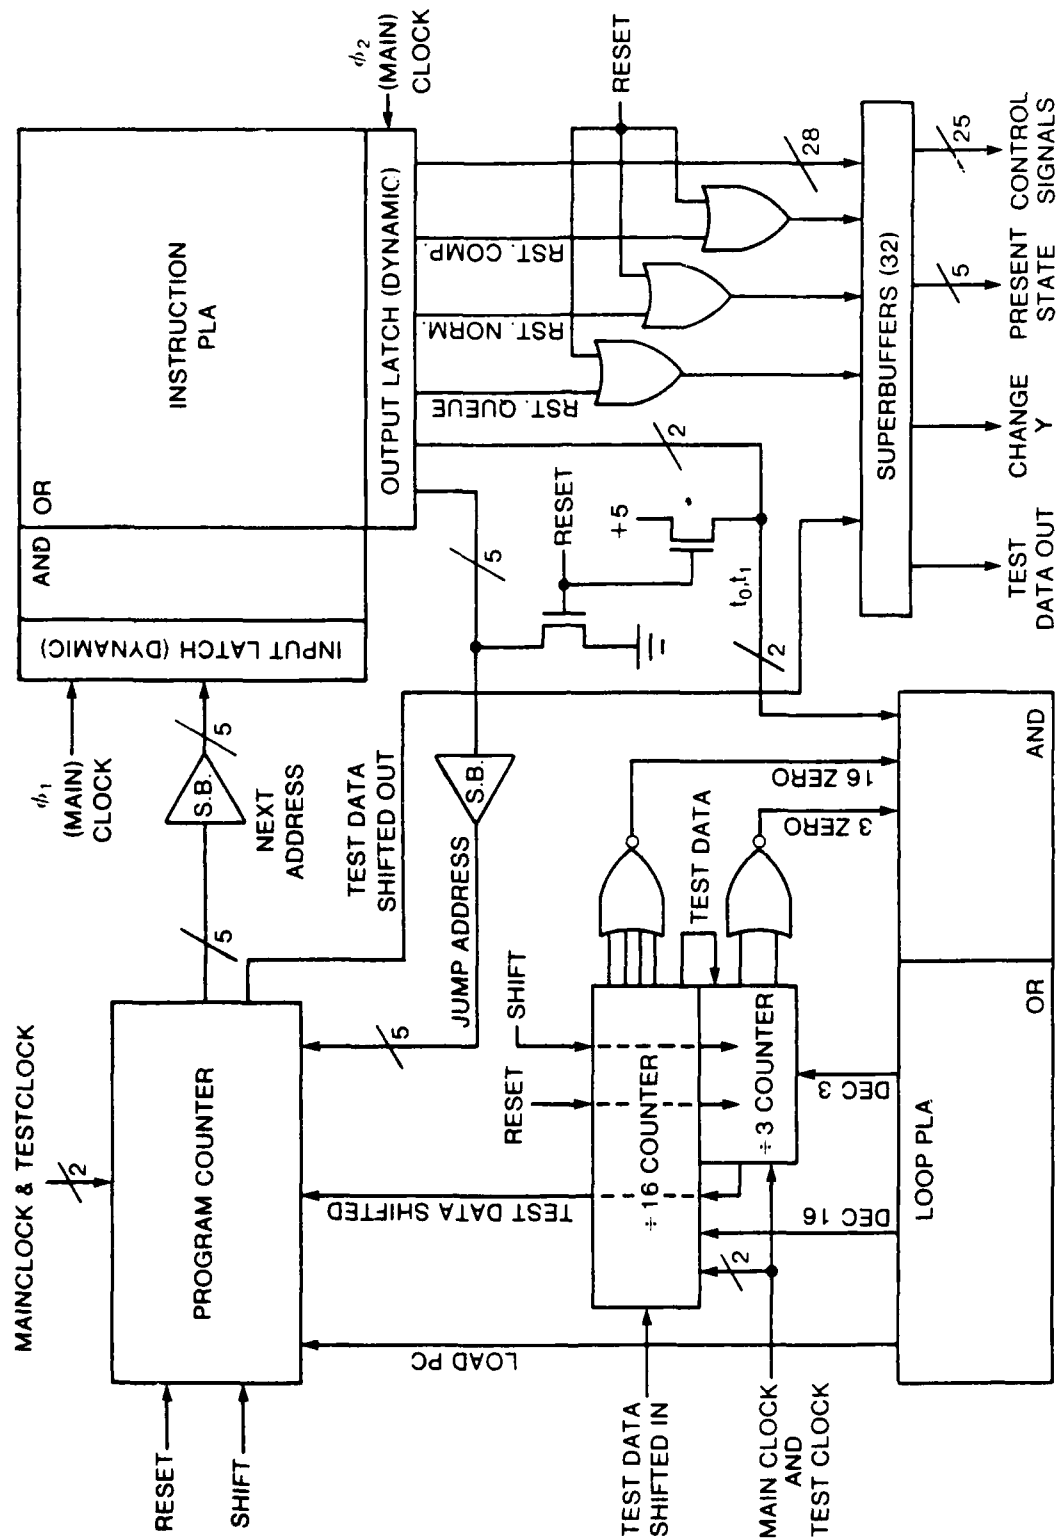 MAINCLOCK & TESTCLOCK
2
RESET
SHIFT
PROGRAM COUNTER
5
S.B.
5
NEXT
ADDRESS
ϕ1
(MAIN)
CLOCK
INPUT LATCH (DYNAMIC)
AND
OR
INSTRUCTION
PLA
OUTPUT LATCH (DYNAMIC)
ϕ2
(MAIN)
CLOCK
TEST DATA
SHIFTED OUT
JUMP ADDRESS
5
S.B.
5
RESET
+5
2
RST. QUEUE
RST. NORM.
RST. COMP.
RESET
28
LOAD PC
TEST DATA SHIFTED
RESET
SHIFT
TEST DATA
SHIFTED IN
÷ 16 COUNTER
÷ 3 COUNTER
TEST DATA
2
MAIN CLOCK
AND
TEST CLOCK
DEC 16
DEC 3
3 ZERO
16 ZERO
2
t0,t1
LOOP PLA
OR
AND
SUPERBUFFERS (32)
5
25
TEST
DATA OUT
CHANGE
Y
PRESENT
STATE
CONTROL
SIGNALS